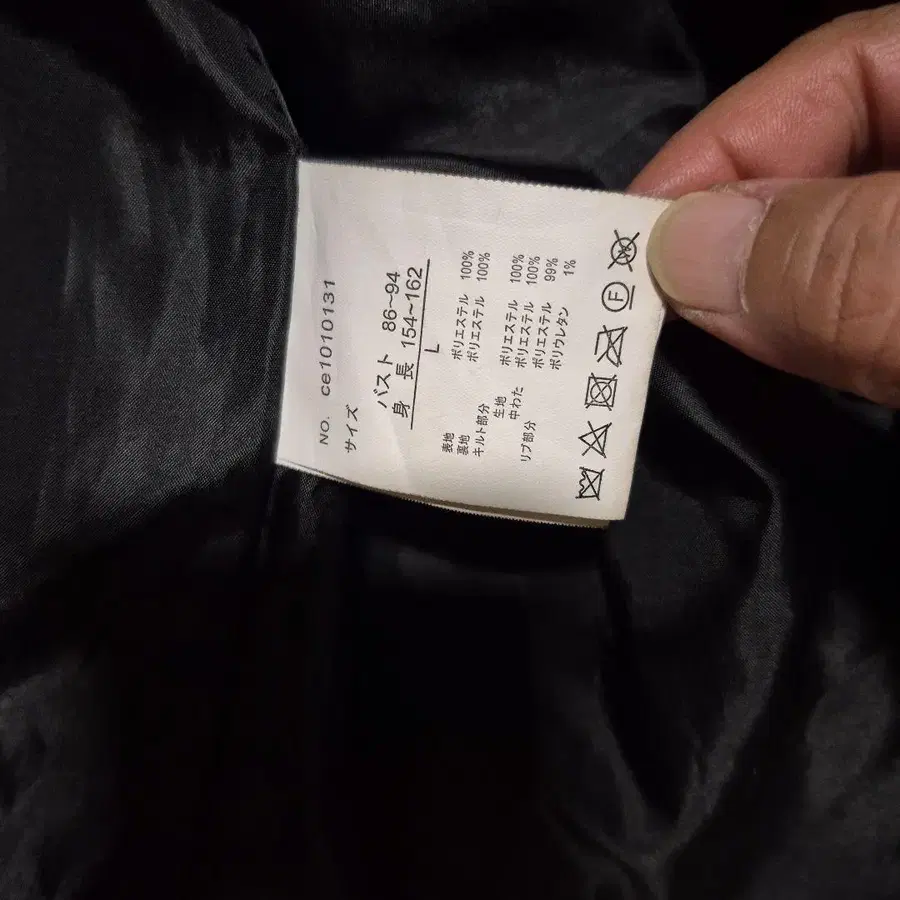 NO. ce1010131
サイズ
バスト 86~94
身 長 154~162
L
表地 ポリエステル 100%
裏地 ポリエステル 100%
キルト部分
生地 ポリエステル 100%
中わた ポリエステル 100%
リブ部分 ポリエステル 99%
ポリウレタン 1%
F
W